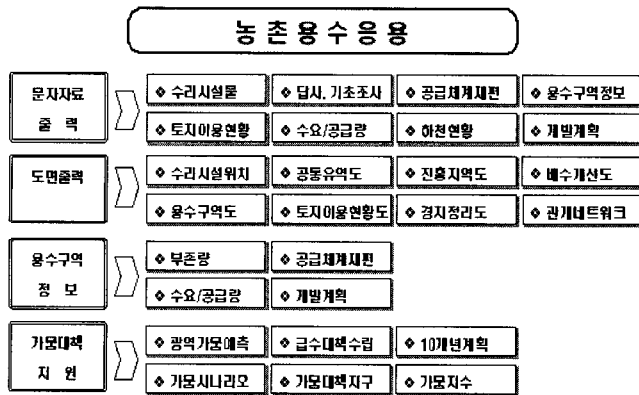 농촌용수응용
문자자료
출 력
◆ 수리시설물
◆ 답사, 기초조사
◆ 공급체계재편
◆ 용수구역정보
◆ 토지이용현황
◆ 수요/공급량
◆ 하천현황
◆ 개발계획
도면출력
◆ 수리시설위치
◆ 공통유역도
◆ 진흥지역도
◆ 배수개선도
◆ 용수구역도
◆ 토지이용현황도
◆ 경지정리도
◆ 관개네트워크
용수구역
정 보
◆ 부존량
◆ 공급체계재편
◆ 수요/공급량
◆ 개발계획
가뭄대책
지 원
◆ 광역가뭄예측
◆ 급수대책수립
◆ 10개년계획
◆ 가뭄시나리오
◆ 가뭄대책지구
◆ 가뭄지수